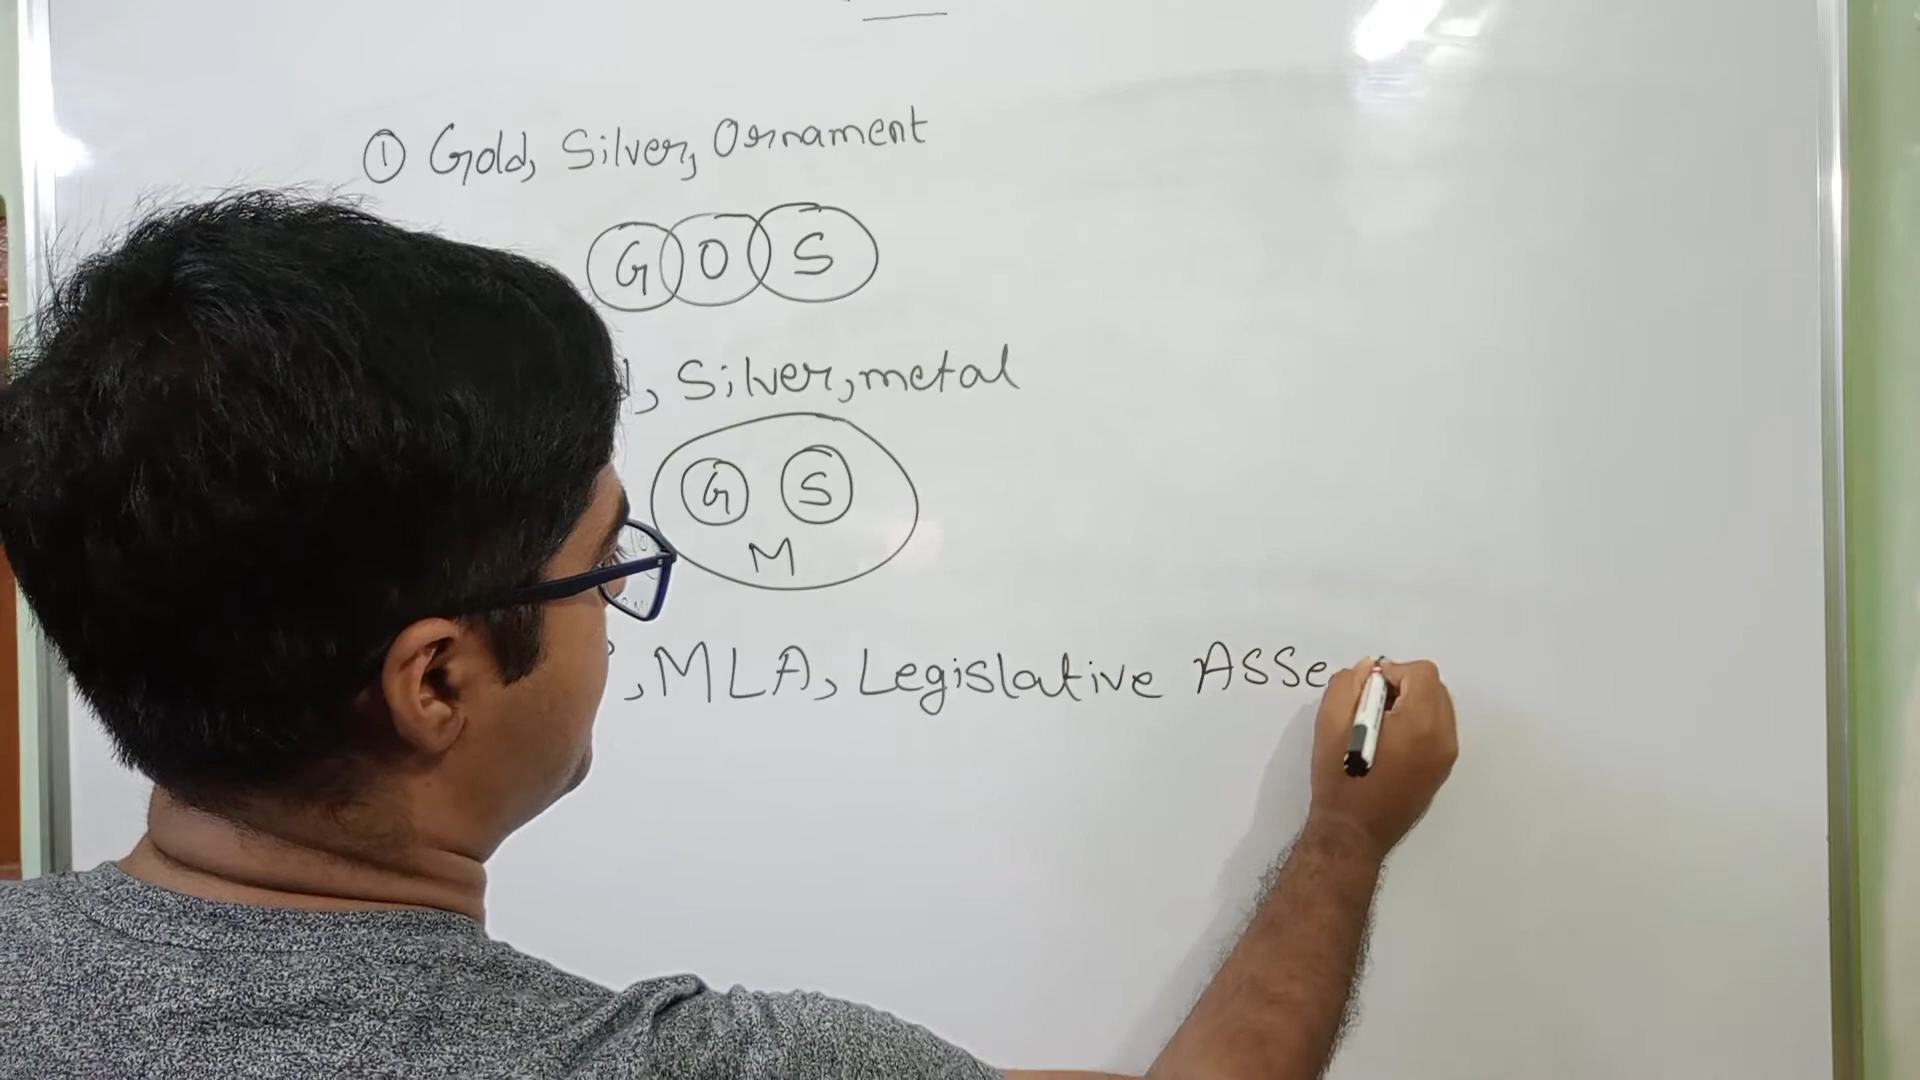 ① Gold, Silver, Ornament
G O S
, Silver, metal
G S
M
, MLA, Legislative Asse